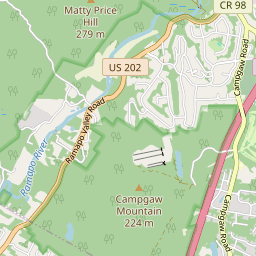 Matty Price
Hill
279 m
CR 98
US 202
Campgaw Road
Ramapo Valley Road
Ramapo River
Campgaw
Mountain
224 m
Campgaw Road